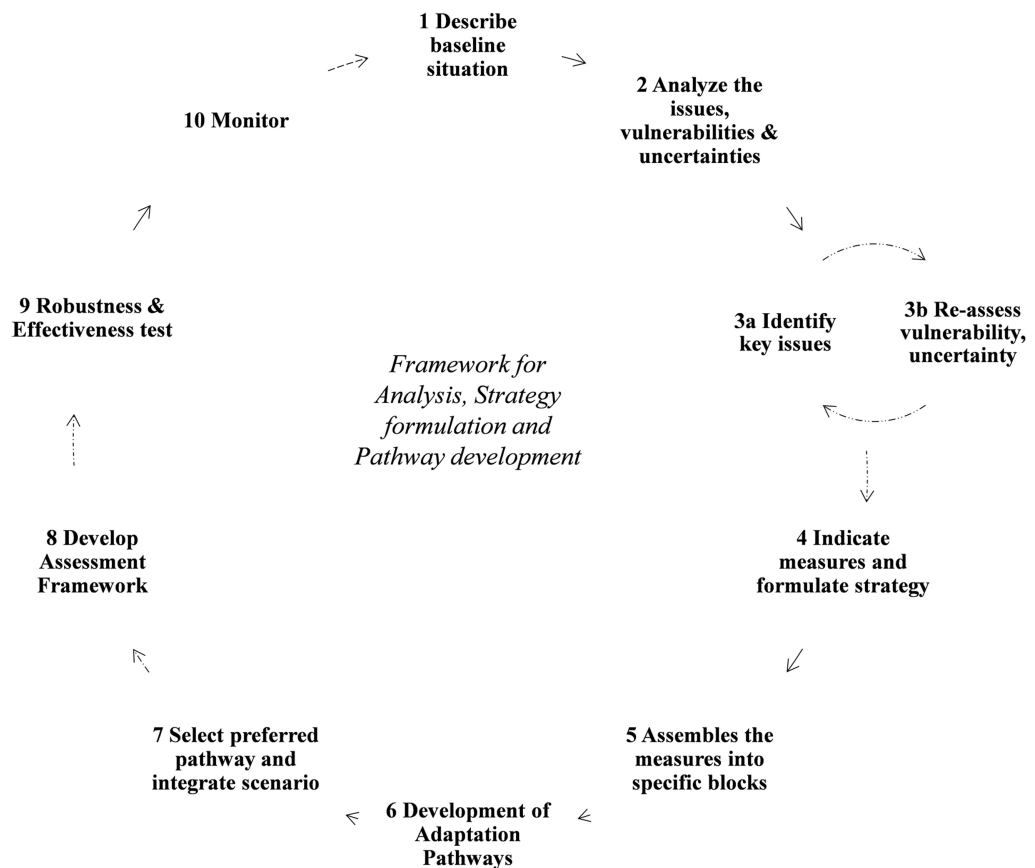 1 Describe
baseline
situation
2 Analyze the
issues,
vulnerabilities &
uncertainties
3a Identify
key issues
3b Re-assess
vulnerability,
uncertainty
4 Indicate
measures and
formulate strategy
5 Assembles the
measures into
specific blocks
6 Development of
Adaptation
Pathways
7 Select preferred
pathway and
integrate scenario
8 Develop
Assessment
Framework
9 Robustness &
Effectiveness test
10 Monitor
Framework for
Analysis, Strategy
formulation and
Pathway development